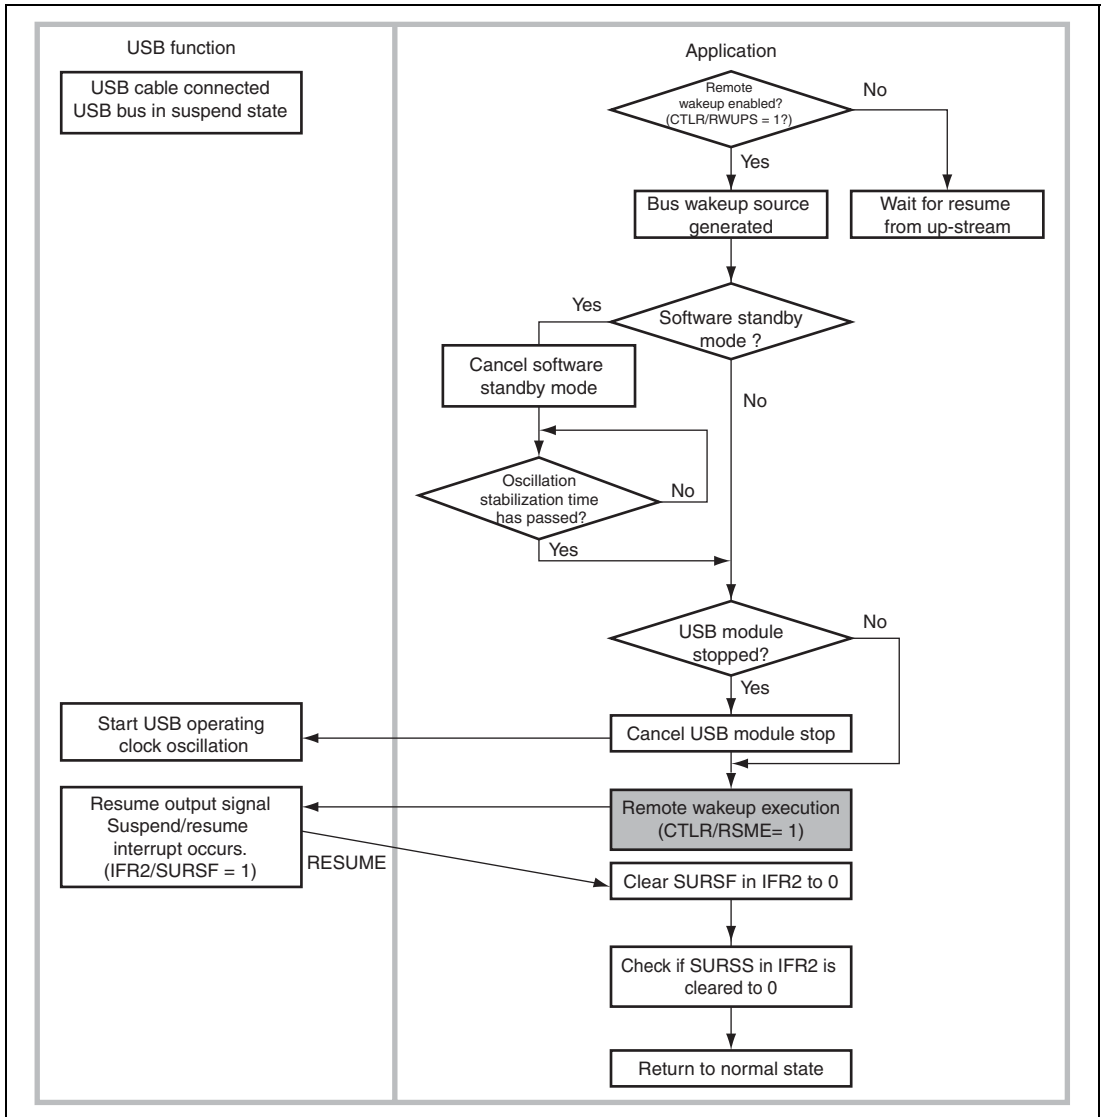 USB function
USB cable connected
USB bus in suspend state
Application
Remote
wakeup enabled?
(CTLR/RWUPS = 1?)
No
Yes
Bus wakeup source
generated
Wait for resume
from up-stream
Yes
Software standby
mode ?
Cancel software
standby mode
No
Oscillation
stabilization time
has passed?
No
Yes
USB module
stopped?
No
Yes
Start USB operating
clock oscillation
Cancel USB module stop
Resume output signal
Suspend/resume
interrupt occurs.
(IFR2/SURSF = 1)
RESUME
Remote wakeup execution
(CTLR/RSME= 1)
Clear SURSF in IFR2 to 0
Check if SURSS in IFR2 is
cleared to 0
Return to normal state